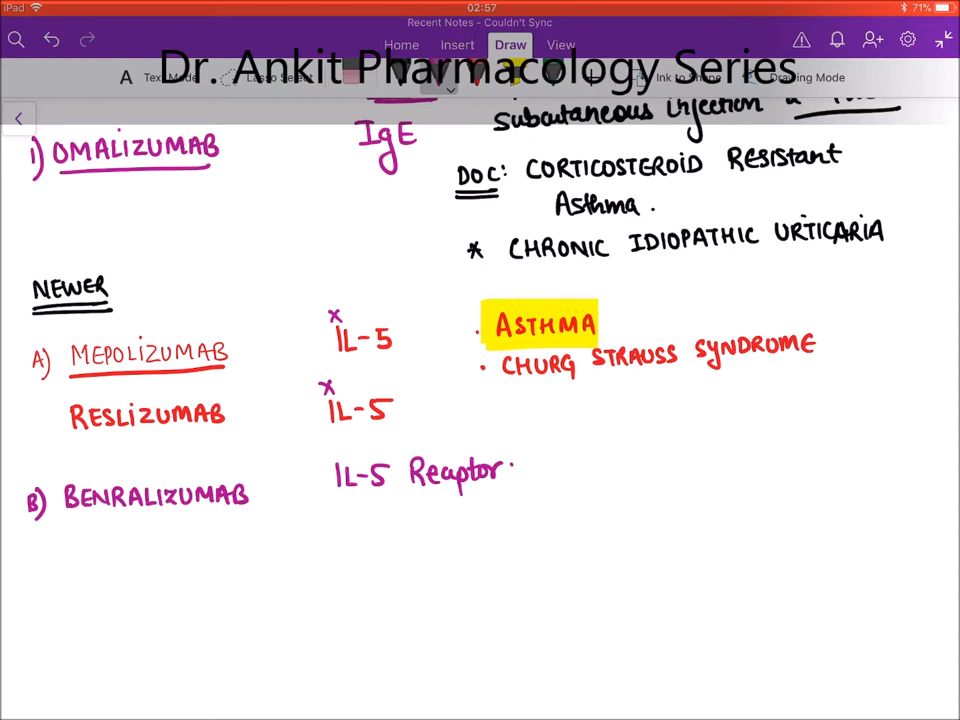 iPad 02:57 71%
Recent Notes - Couldn't Sync
Home Insert Draw View
Dr. Ankit Pharmacology Series
A Text Mode Lasso Select + Ink to Shape Drawing Mode
subcutaneous injection
1) OMALIZUMAB IgE
DOC: CORTICOSTEROID Resistant
Asthma.
* CHRONIC IDIOPATHIC URTICARIA
NEWER
x
A) MEPOLIZUMAB IL-5 · ASTHMA
· CHURG STRAUSS SYNDROME
x
RESLIZUMAB IL-5
B) BENRALIZUMAB IL-5 Receptor.